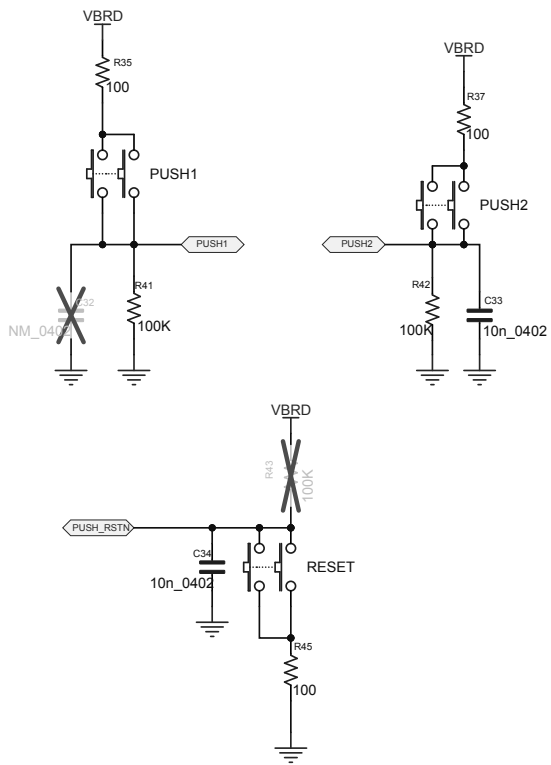 VBRD
R35
100
PUSH1
PUSH1
R41
100K
C32
NM_0402
VBRD
R37
100
PUSH2
PUSH2
R42
100K
C33
10n_0402
VBRD
R43
100K
PUSH_RSTN
C34
10n_0402
RESET
R45
100